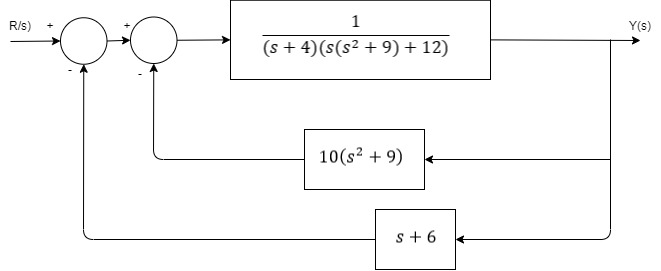 R/s) + + 1 Y(s)
(s + 4)(s(s² + 9) + 12)
- -
10(s² + 9)
s + 6